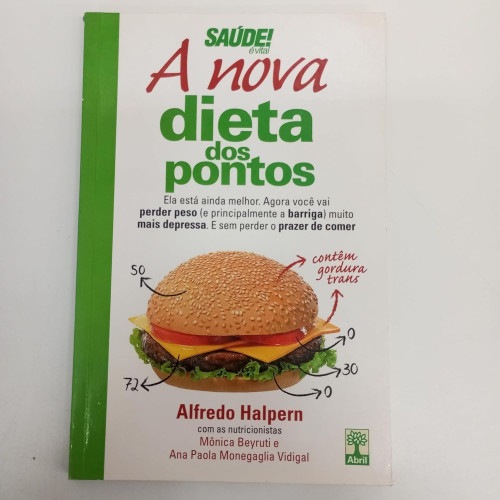 SAÚDE!
é vital
A nova
dieta
dos
pontos
Ela está ainda melhor. Agora você vai
perder peso (e principalmente a barriga) muito
mais depressa. E sem perder o prazer de comer
contêm
gordura
trans
50
0
30
72
0
Alfredo Halpern
com as nutricionistas
Mônica Beyruti e
Ana Paola Monegaglia Vidigal
Abril